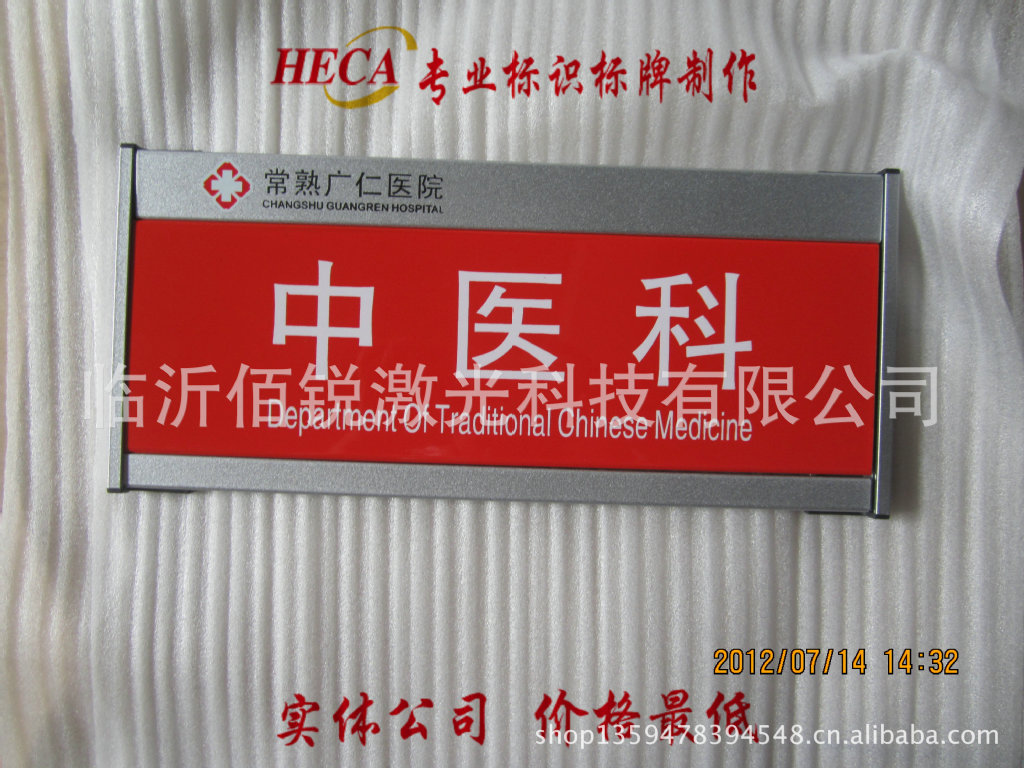 HECA 专业标识标牌制作
常熟广仁医院
CHANGSHU GUANGREN HOSPITAL
中医科
临沂佰锐激光科技有限公司
Department Of Traditional Chinese Medicine
2012/07/14 14:32
实体公司 价格最低
shop1359478394548.cn.alibaba.com